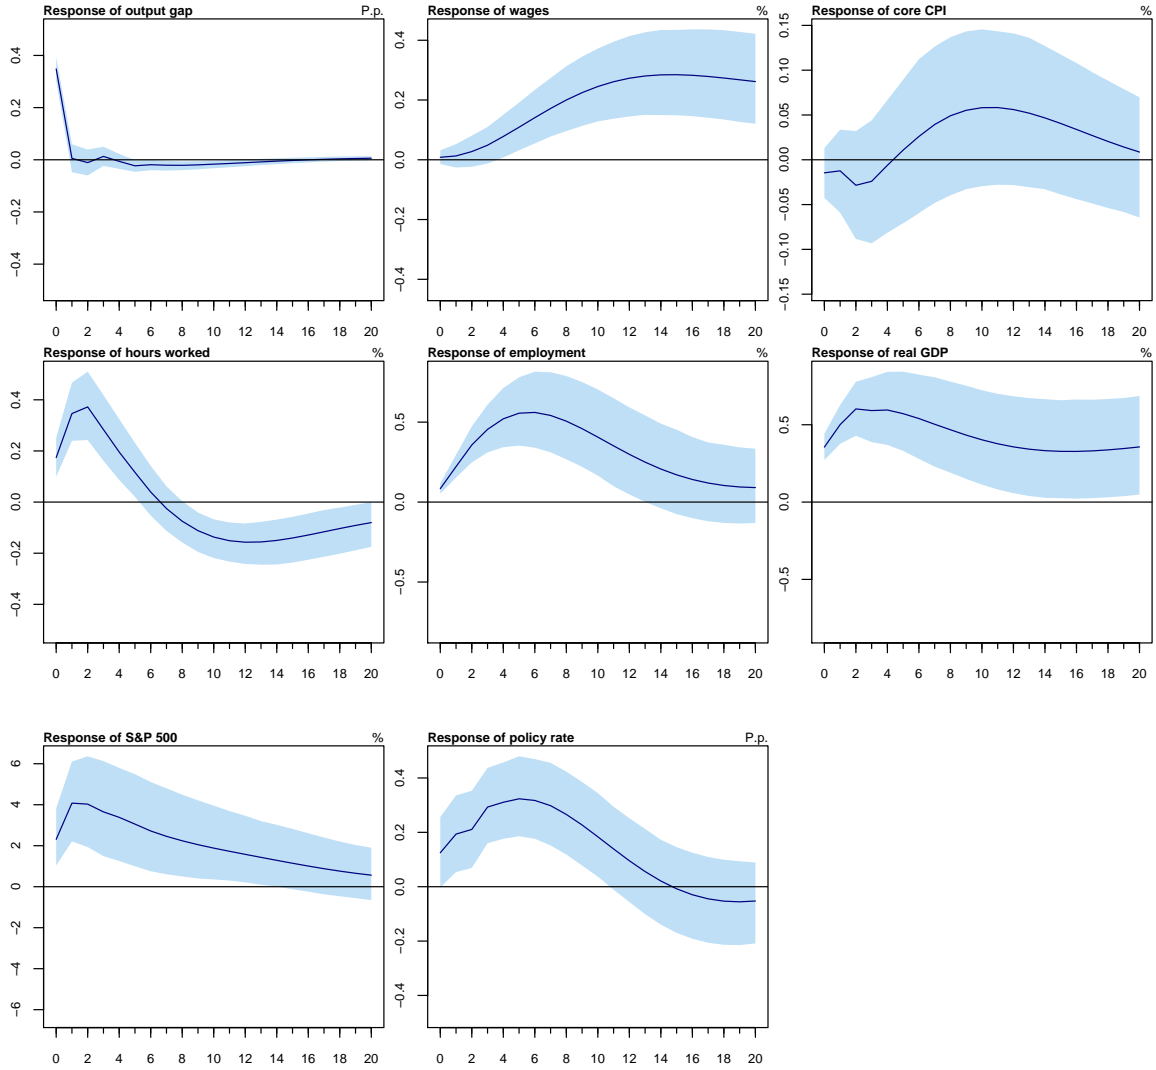 Response of output gap P.p.
0.4
0.2
0.0
−0.2
−0.4
0 2 4 6 8 10 12 14 16 18 20
Response of wages %
0.4
0.2
0.0
−0.2
−0.4
0 2 4 6 8 10 12 14 16 18 20
Response of core CPI %
0.15
0.10
0.05
0.00
−0.05
−0.10
−0.15
0 2 4 6 8 10 12 14 16 18 20
Response of hours worked %
0.4
0.2
0.0
−0.2
−0.4
0 2 4 6 8 10 12 14 16 18 20
Response of employment %
0.5
0.0
−0.5
0 2 4 6 8 10 12 14 16 18 20
Response of real GDP %
0.5
0.0
−0.5
0 2 4 6 8 10 12 14 16 18 20
Response of S&P 500 %
6
4
2
0
−2
−4
−6
0 2 4 6 8 10 12 14 16 18 20
Response of policy rate P.p.
0.4
0.2
0.0
−0.2
−0.4
0 2 4 6 8 10 12 14 16 18 20